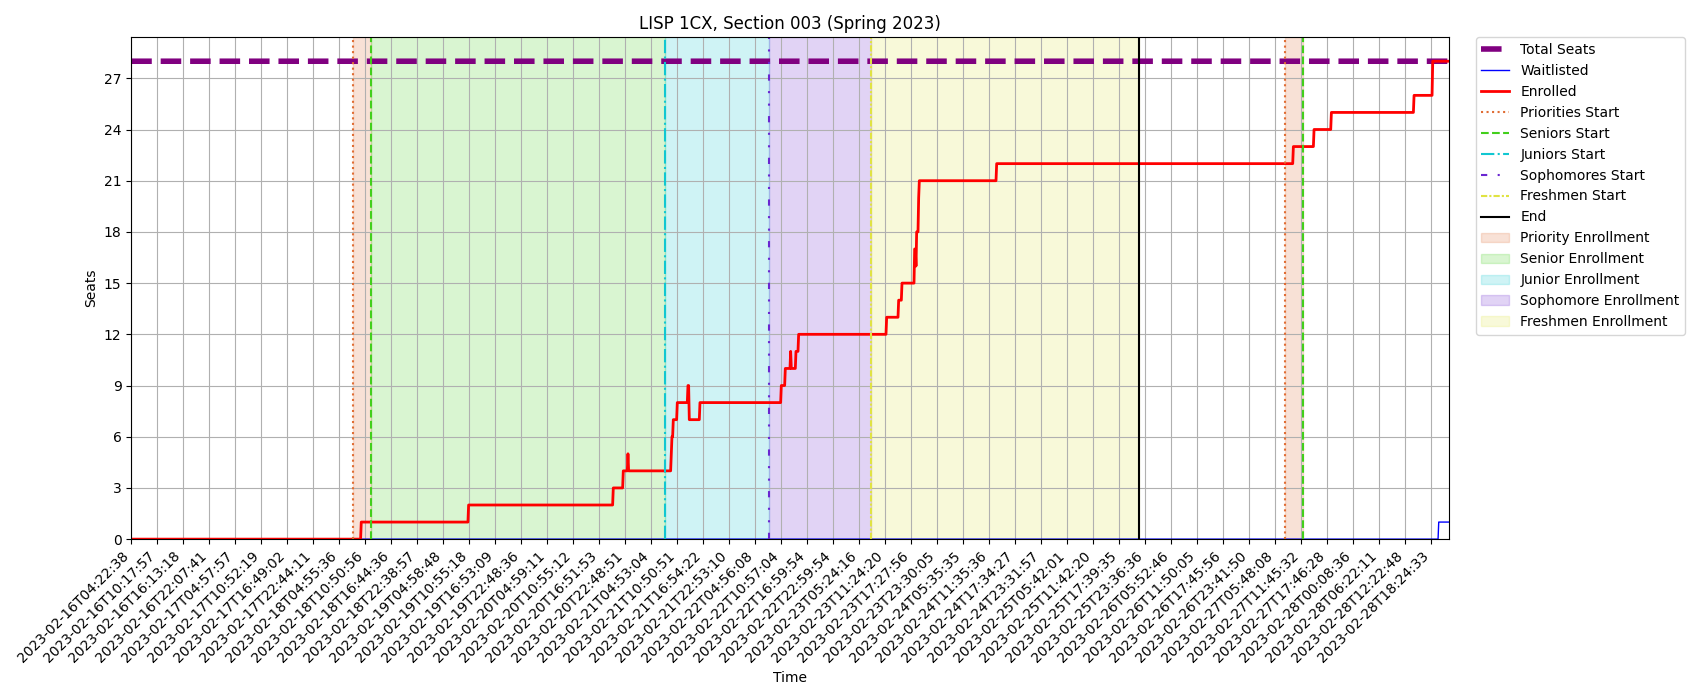 LISP 1CX, Section 003 (Spring 2023)
Seats
27
24
21
18
15
12
9
6
3
0
Total Seats
Waitlisted
Enrolled
Priorities Start
Seniors Start
Juniors Start
Sophomores Start
Freshmen Start
End
Priority Enrollment
Senior Enrollment
Junior Enrollment
Sophomore Enrollment
Freshmen Enrollment
2023-02-16T04:22:38
2023-02-16T10:17:57
2023-02-16T16:13:18
2023-02-16T22:07:41
2023-02-17T04:57:57
2023-02-17T10:52:19
2023-02-17T16:49:02
2023-02-17T22:44:11
2023-02-18T04:55:36
2023-02-18T10:50:56
2023-02-18T16:44:36
2023-02-18T22:38:57
2023-02-19T04:58:48
2023-02-19T10:55:18
2023-02-19T16:53:09
2023-02-19T22:48:36
2023-02-20T04:59:11
2023-02-20T10:55:12
2023-02-20T16:51:53
2023-02-20T22:48:51
2023-02-21T04:53:04
2023-02-21T10:50:51
2023-02-21T16:54:22
2023-02-21T22:53:10
2023-02-22T04:56:08
2023-02-22T10:57:04
2023-02-22T16:59:54
2023-02-22T22:59:54
2023-02-23T05:24:16
2023-02-23T11:24:20
2023-02-23T17:27:56
2023-02-23T23:30:05
2023-02-24T05:35:35
2023-02-24T11:35:36
2023-02-24T17:34:27
2023-02-24T23:31:57
2023-02-25T05:42:01
2023-02-25T11:42:20
2023-02-25T17:39:35
2023-02-25T23:36:36
2023-02-26T05:52:46
2023-02-26T11:50:05
2023-02-26T17:45:56
2023-02-26T23:41:50
2023-02-27T05:48:08
2023-02-27T11:45:32
2023-02-27T17:46:28
2023-02-28T00:08:36
2023-02-28T06:22:11
2023-02-28T12:22:48
2023-02-28T18:24:33
Time